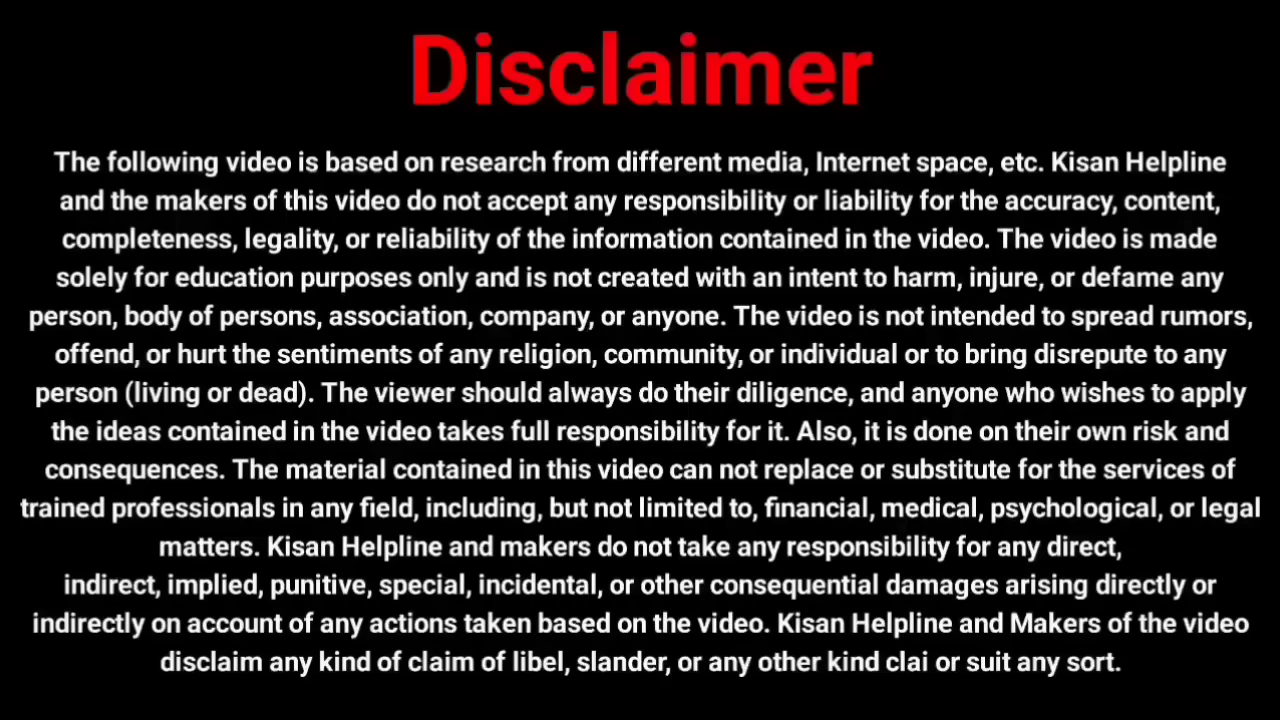 Disclaimer
The following video is based on research from different media, Internet space, etc. Kisan Helpline
and the makers of this video do not accept any responsibility or liability for the accuracy, content,
completeness, legality, or reliability of the information contained in the video. The video is made
solely for education purposes only and is not created with an intent to harm, injure, or defame any
person, body of persons, association, company, or anyone. The video is not intended to spread rumors,
offend, or hurt the sentiments of any religion, community, or individual or to bring disrepute to any
person (living or dead). The viewer should always do their diligence, and anyone who wishes to apply
the ideas contained in the video takes full responsibility for it. Also, it is done on their own risk and
consequences. The material contained in this video can not replace or substitute for the services of
trained professionals in any field, including, but not limited to, financial, medical, psychological, or legal
matters. Kisan Helpline and makers do not take any responsibility for any direct,
indirect, implied, punitive, special, incidental, or other consequential damages arising directly or
indirectly on account of any actions taken based on the video. Kisan Helpline and Makers of the video
disclaim any kind of claim of libel, slander, or any other kind clai or suit any sort.